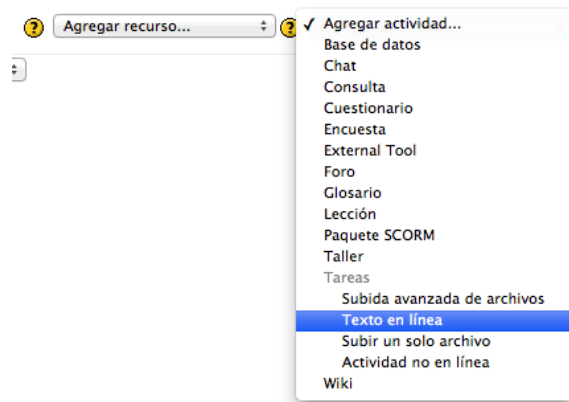 ? Agregar recurso... ? ✓ Agregar actividad...
Base de datos
Chat
Consulta
Cuestionario
Encuesta
External Tool
Foro
Glosario
Lección
Paquete SCORM
Taller
Tareas
Subida avanzada de archivos
Texto en línea
Subir un solo archivo
Actividad no en línea
Wiki